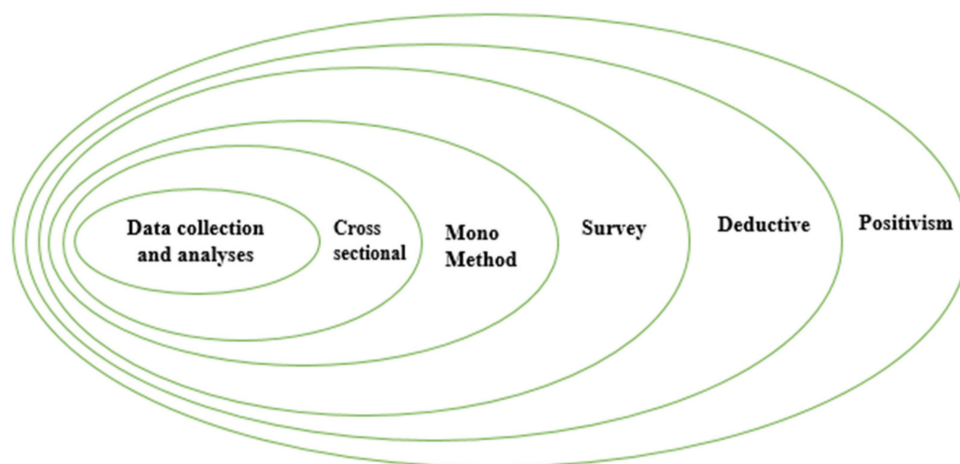 Data collection
and analyses
Cross
sectional
Mono
Method
Survey
Deductive
Positivism